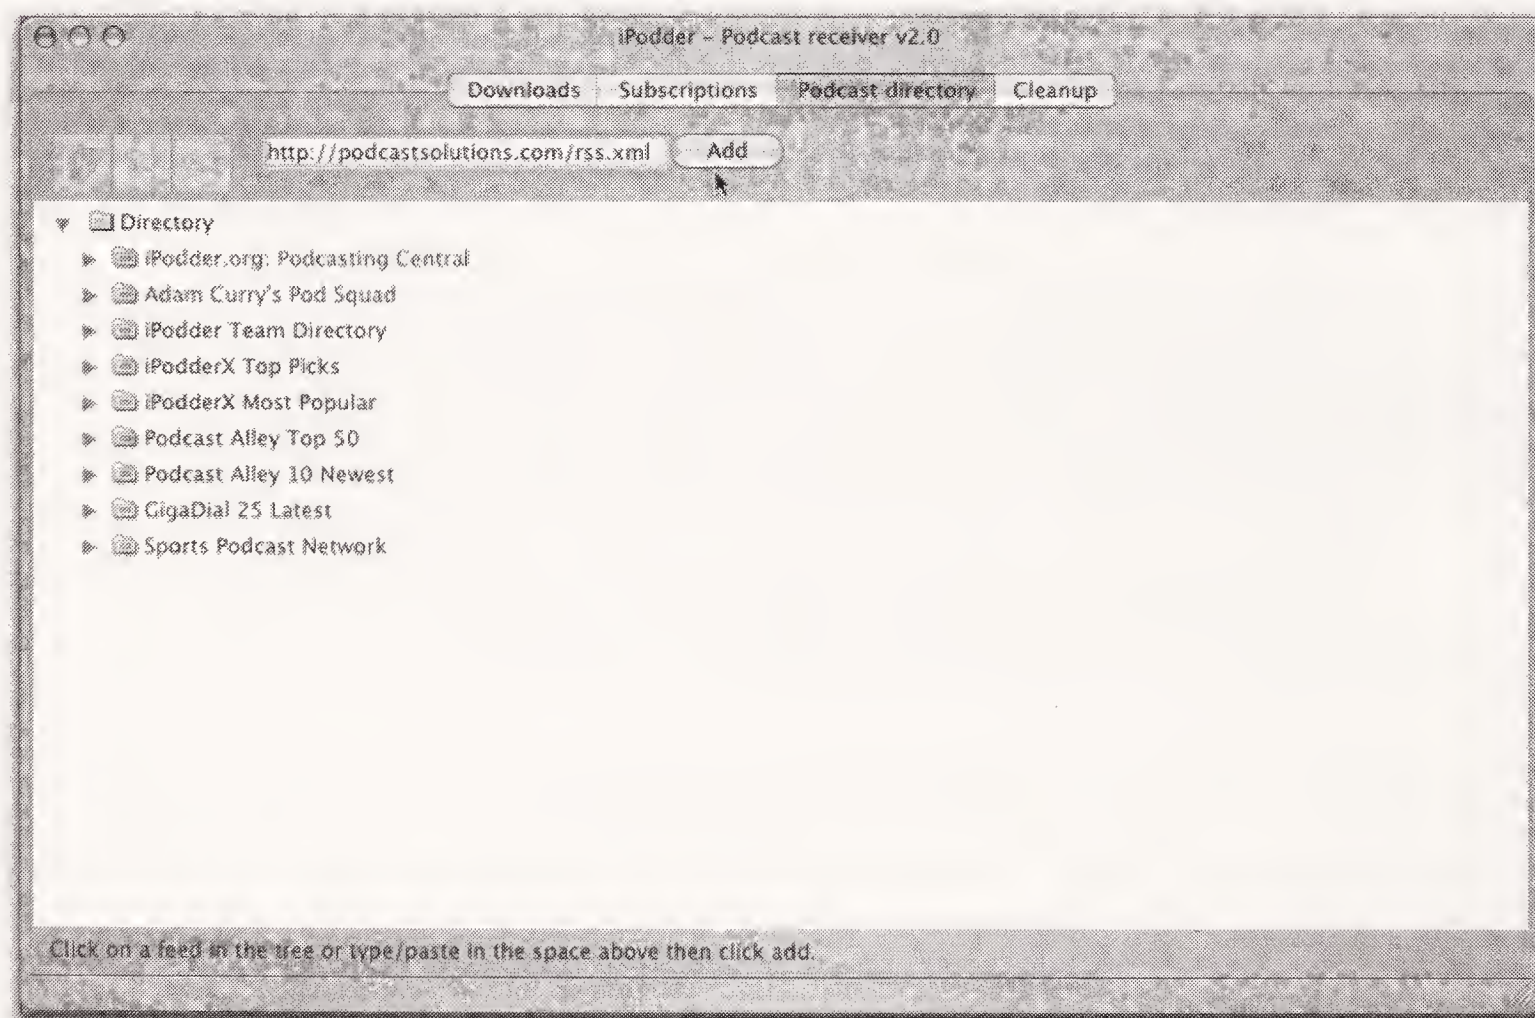 iPodder – Podcast receiver v2.0
Downloads Subscriptions Podcast directory Cleanup
http://podcastsolutions.com/rss.xml Add
Directory
iPodder.org: Podcasting Central
Adam Curry's Pod Squad
iPodder Team Directory
iPodderX Top Picks
iPodderX Most Popular
Podcast Alley Top 50
Podcast Alley 10 Newest
GigaDial 25 Latest
Sports Podcast Network
Click on a feed in the tree or type/paste in the space above then click add.